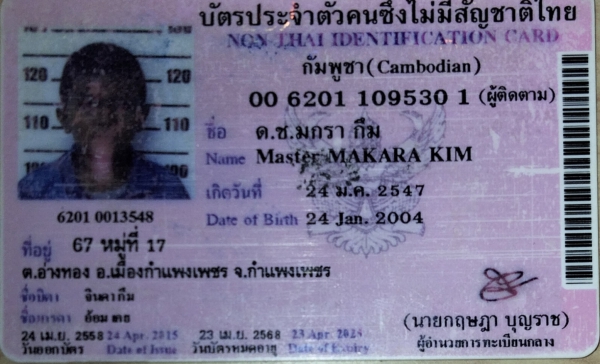 บัตรประจำตัวคนซึ่งไม่มีสัญชาติไทย
NON THAI IDENTIFICATION CARD
กัมพูชา(Cambodian)
00 6201 109530 1 (ผู้ติดตาม)
120 120
110 110
100
ชื่อ ด.ช.มกรา กึม
Name Master MAKARA KIM
เกิดวันที่ 24 ม.ค. 2547
Date of Birth 24 Jan. 2004
6201 0013548
ที่อยู่ 67 หมู่ที่ 17
ต.อ่างทอง อ.เมืองกำแพงเพชร จ.กำแพงเพชร
ชื่อบิดา จินดา กึม
ชื่อมารดา
24 เม.ย. 2558 24 Apr. 2015 23 เม.ย. 2568 23 Apr. 2025
วันออกบัตร Date of Issue วันบัตรหมดอายุ Date of Expiry
(นายกฤษฎา บุญราช)
ผู้อำนวยการทะเบียนกลาง